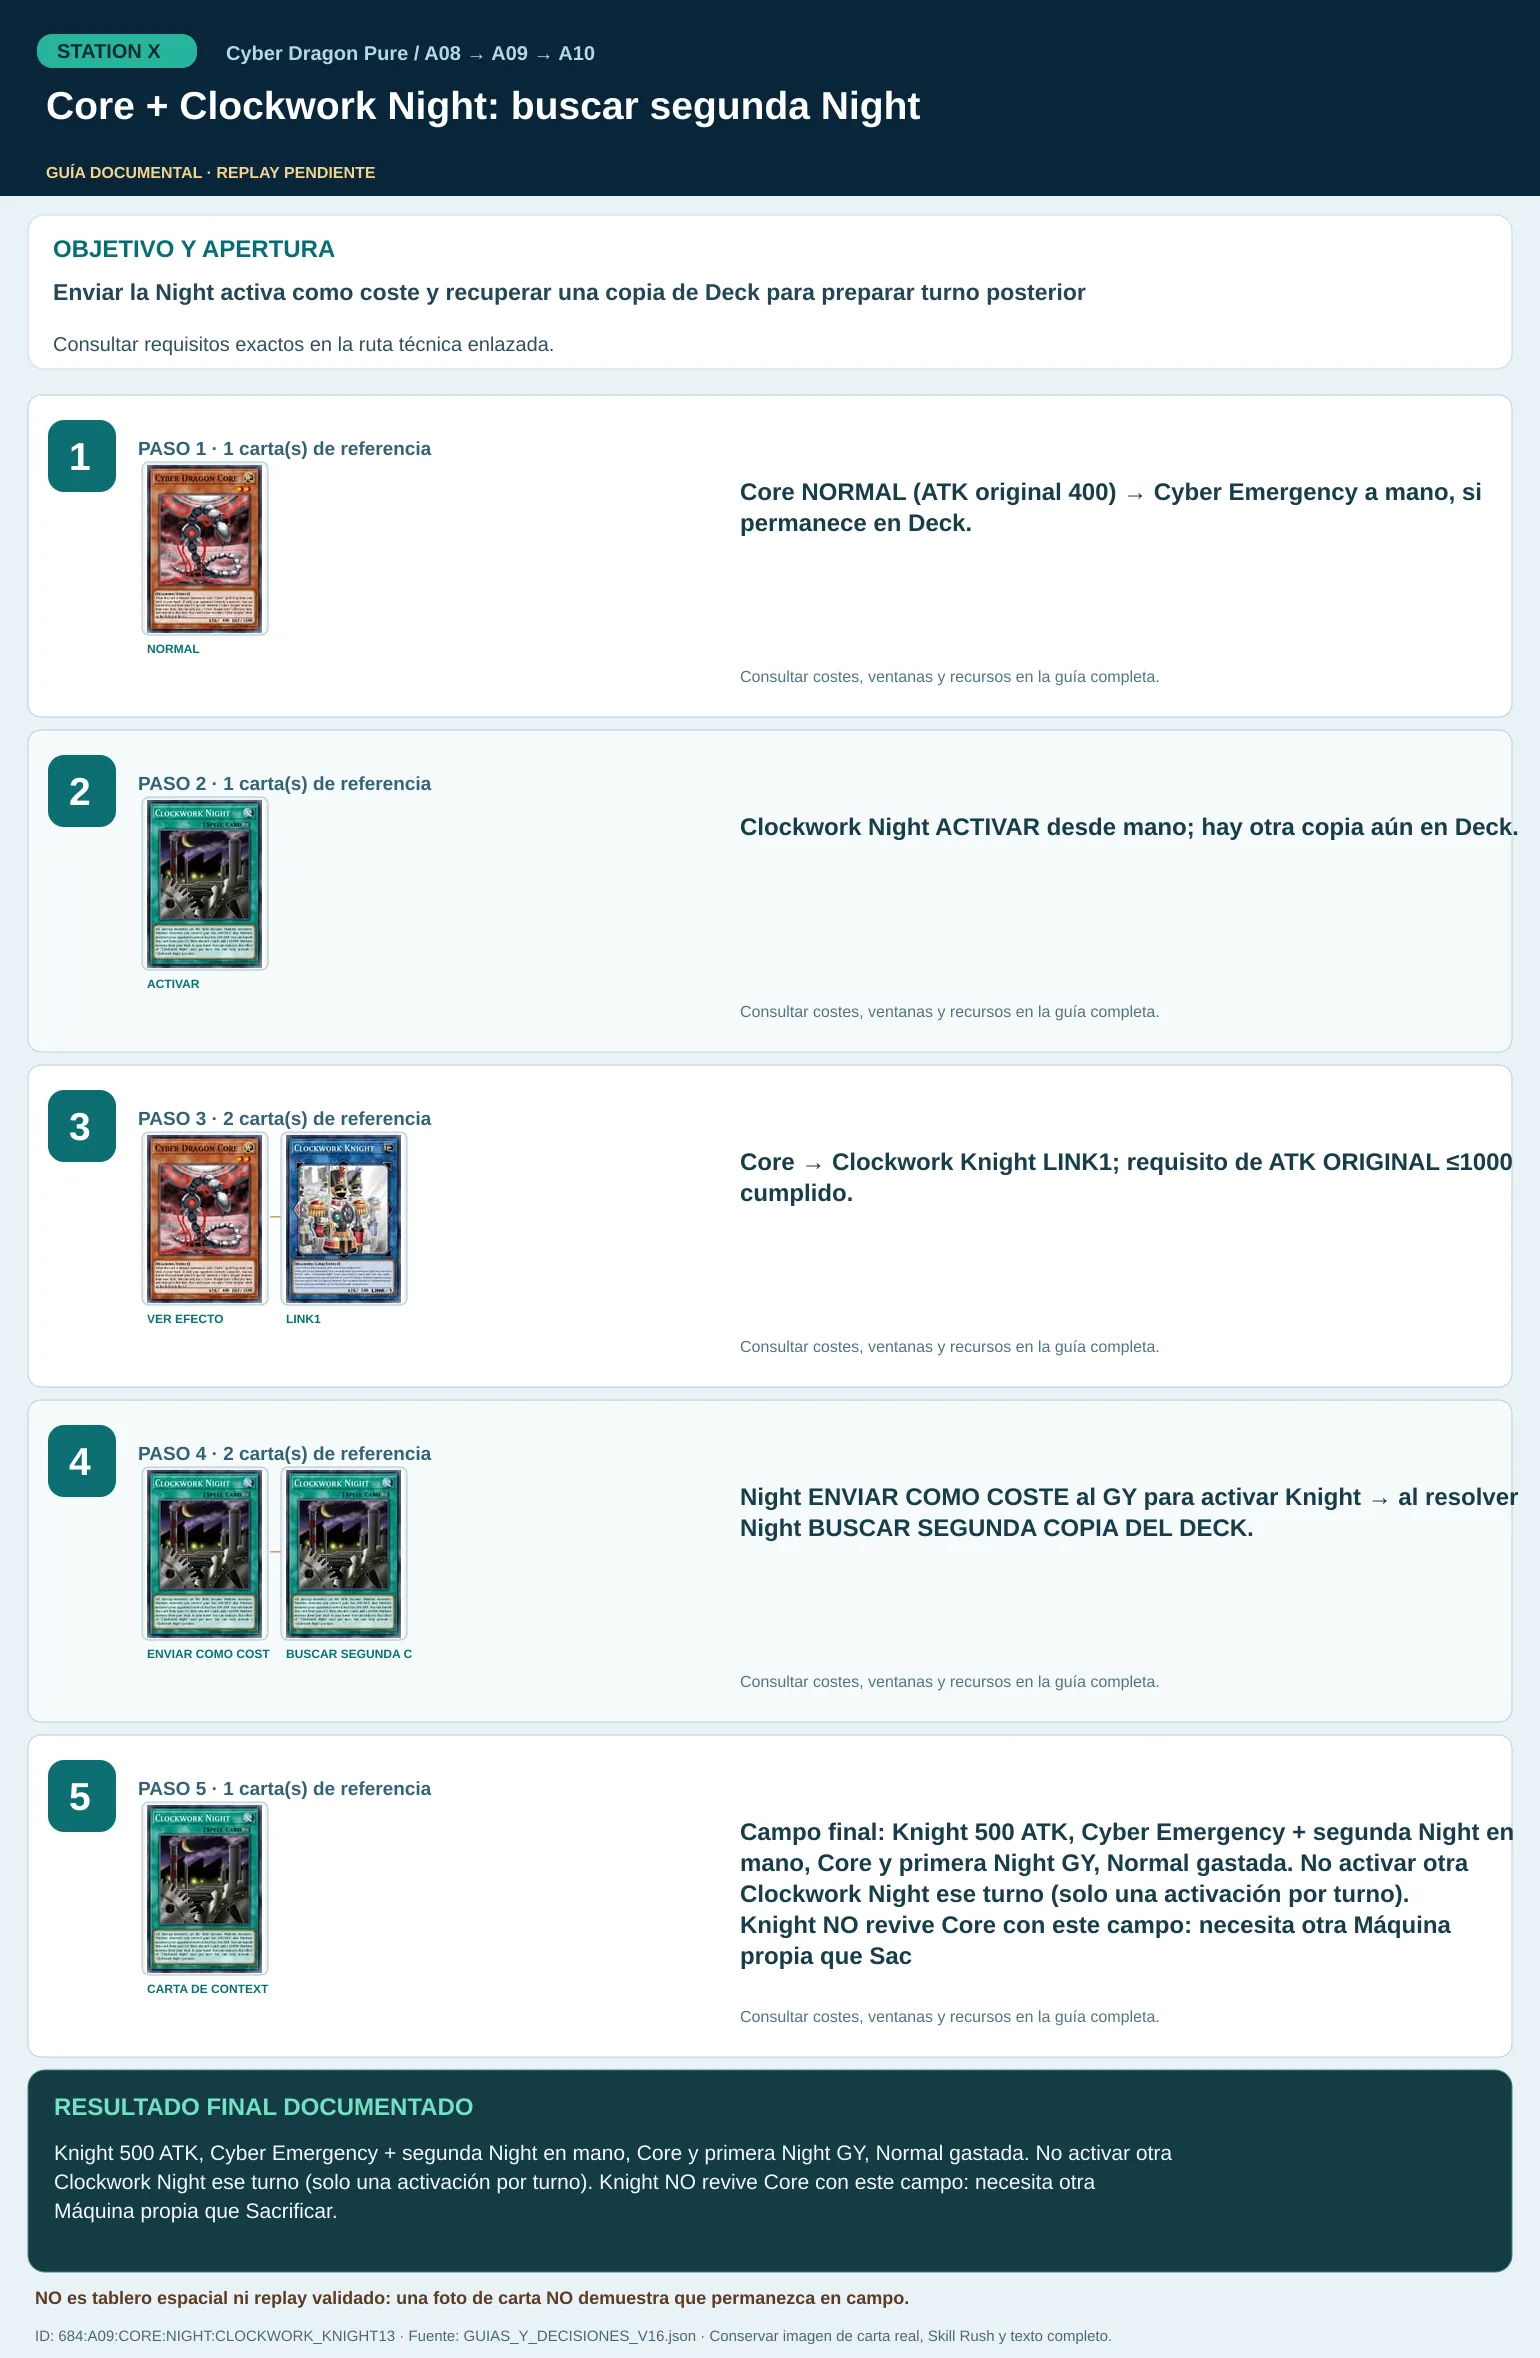 STATION X
Cyber Dragon Pure / A08 → A09 → A10
Core + Clockwork Night: buscar segunda Night
GUÍA DOCUMENTAL · REPLAY PENDIENTE
OBJETIVO Y APERTURA
Enviar la Night activa como coste y recuperar una copia de Deck para preparar turno posterior
Consultar requisitos exactos en la ruta técnica enlazada.
1
PASO 1 · 1 carta(s) de referencia
CYBER DRAGON CORE
NORMAL
Core NORMAL (ATK original 400) → Cyber Emergency a mano, si
permanece en Deck.
Consultar costes, ventanas y recursos en la guía completa.
2
PASO 2 · 1 carta(s) de referencia
CLOCKWORK NIGHT
ACTIVAR
Clockwork Night ACTIVAR desde mano; hay otra copia aún en Deck.
Consultar costes, ventanas y recursos en la guía completa.
3
PASO 3 · 2 carta(s) de referencia
CYBER DRAGON CORE
CLOCKWORK KNIGHT
VER EFECTO
LINK1
Core → Clockwork Knight LINK1; requisito de ATK ORIGINAL ≤1000
cumplido.
Consultar costes, ventanas y recursos en la guía completa.
4
PASO 4 · 2 carta(s) de referencia
CLOCKWORK NIGHT
CLOCKWORK NIGHT
ENVIAR COMO COST
BUSCAR SEGUNDA C
Night ENVIAR COMO COSTE al GY para activar Knight → al resolver
Night BUSCAR SEGUNDA COPIA DEL DECK.
Consultar costes, ventanas y recursos en la guía completa.
5
PASO 5 · 1 carta(s) de referencia
CLOCKWORK NIGHT
CARTA DE CONTEXT
Campo final: Knight 500 ATK, Cyber Emergency + segunda Night en
mano, Core y primera Night GY, Normal gastada. No activar otra
Clockwork Night ese turno (solo una activación por turno).
Knight NO revive Core con este campo: necesita otra Máquina
propia que Sac
Consultar costes, ventanas y recursos en la guía completa.
RESULTADO FINAL DOCUMENTADO
Knight 500 ATK, Cyber Emergency + segunda Night en mano, Core y primera Night GY, Normal gastada. No activar otra
Clockwork Night ese turno (solo una activación por turno). Knight NO revive Core con este campo: necesita otra
Máquina propia que Sacrificar.
NO es tablero espacial ni replay validado: una foto de carta NO demuestra que permanezca en campo.
ID: 684:A09:CORE:NIGHT:CLOCKWORK_KNIGHT13 · Fuente: GUIAS_Y_DECISIONES_V16.json · Conservar imagen de carta real, Skill Rush y texto completo.